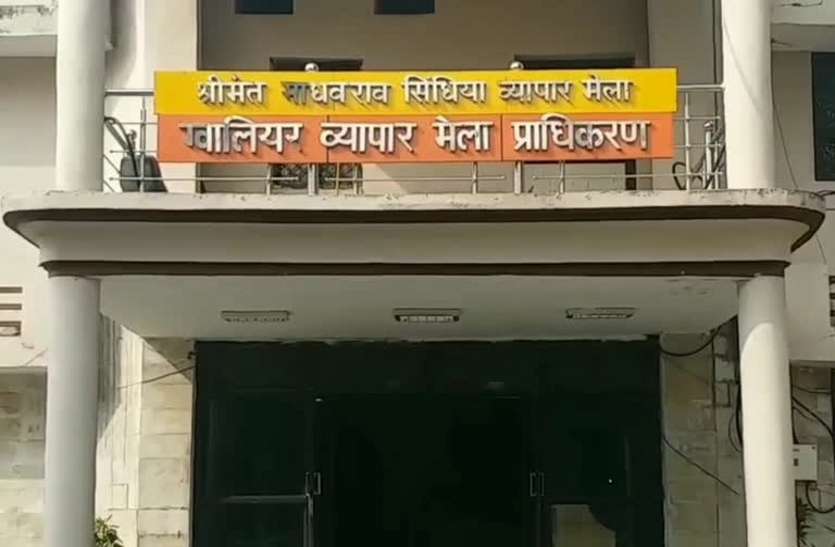 श्रीमंत माधवराव सिंधिया व्यापार मेला
ग्वालियर व्यापार मेला प्राधिकरण